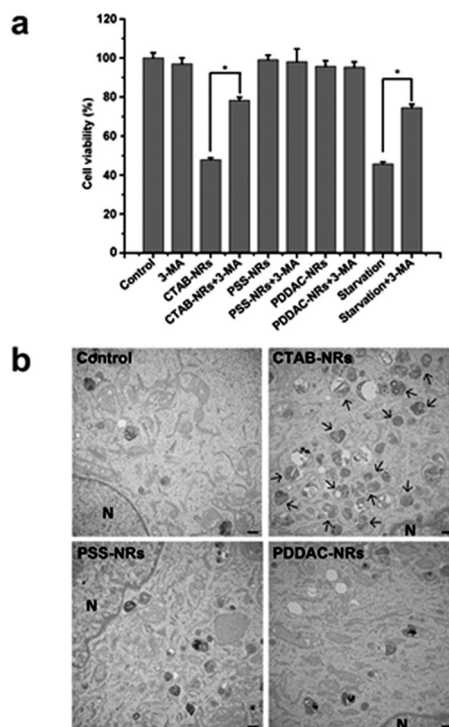 a
120
100
80
60
40
20
0
Cell viability (%)
*
*
Control
3-MA
CTAB-NRs
CTAB-NRs+3-MA
PSS-NRs
PSS-NRs+3-MA
PDDAC-NRs
PDDAC-NRs+3-MA
Starvation
Starvation+3-MA
b
Control
N
CTAB-NRs
N
PSS-NRs
N
PDDAC-NRs
N